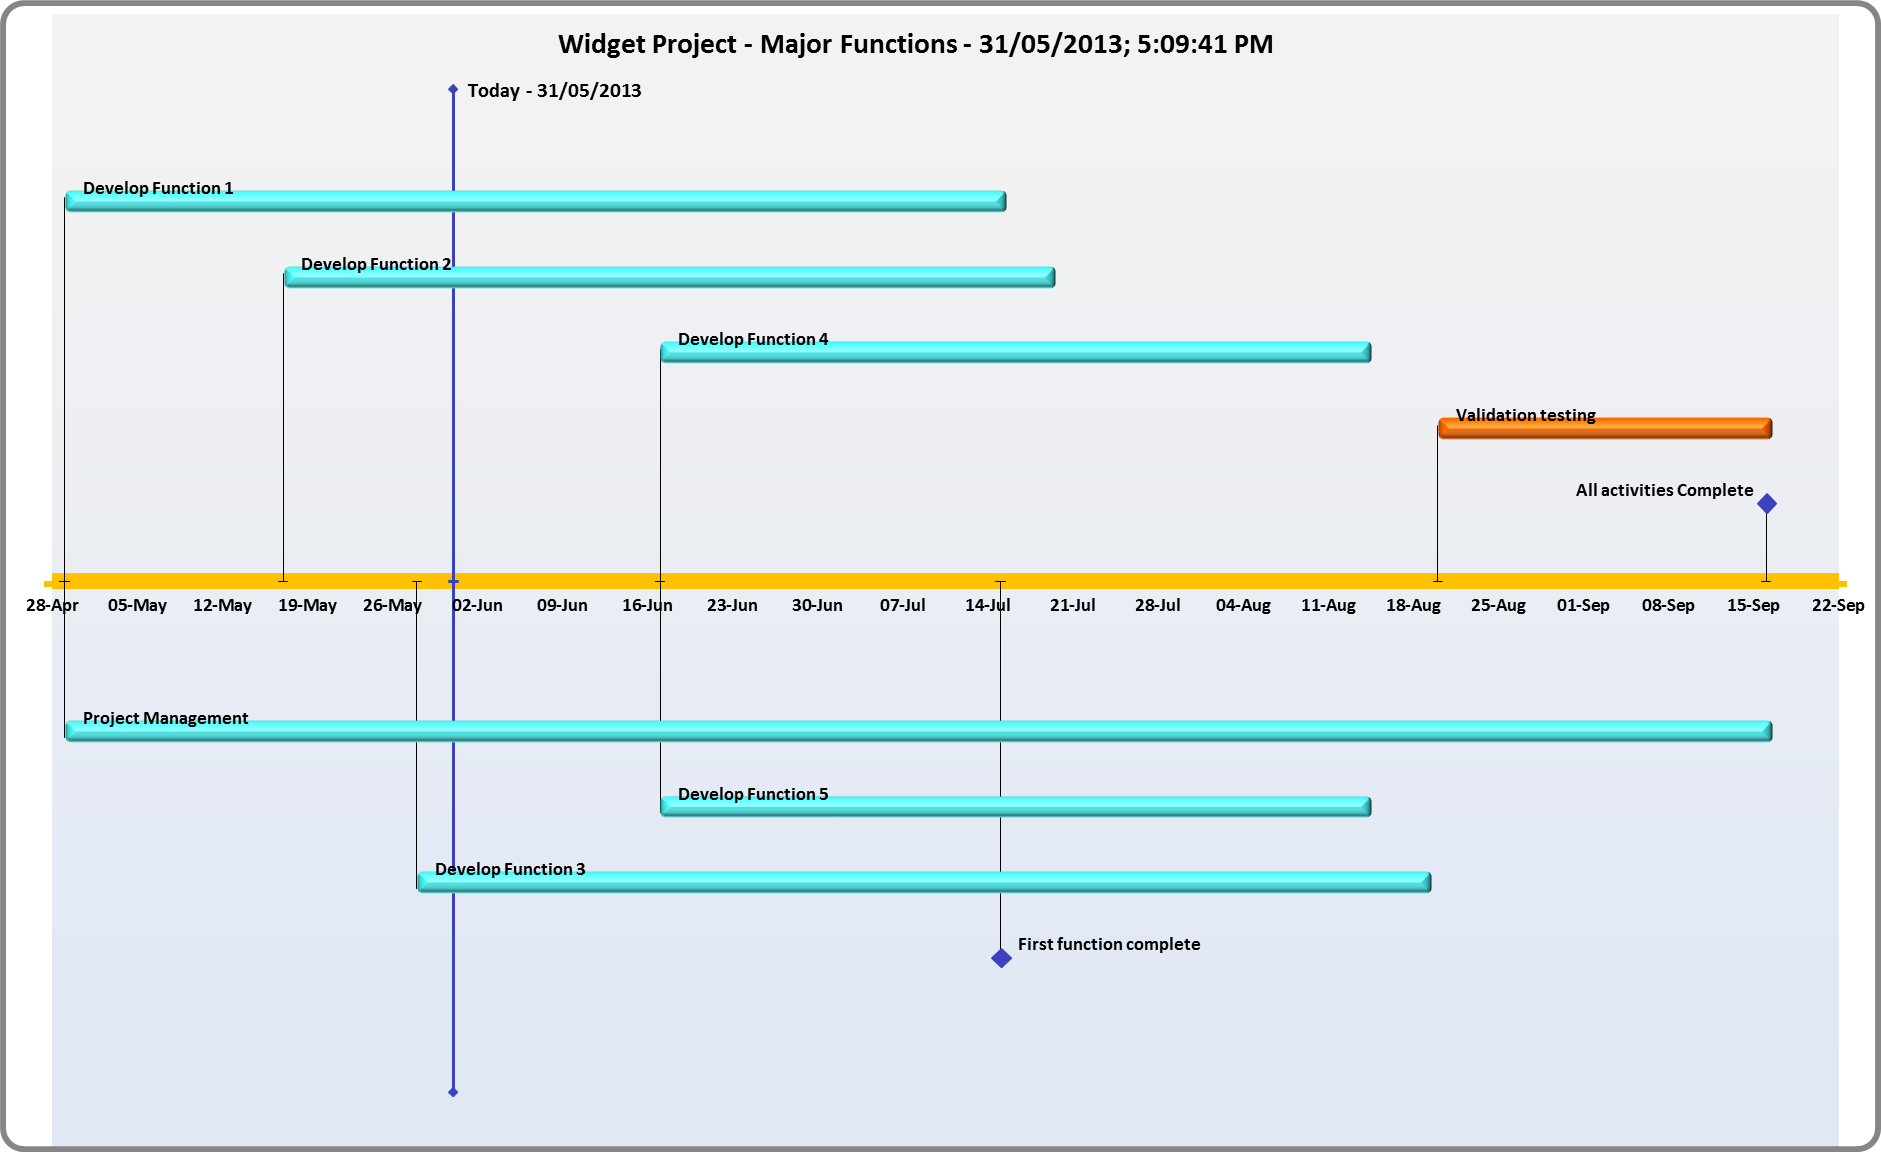 Widget Project - Major Functions - 31/05/2013; 5:09:41 PM
Today - 31/05/2013
Develop Function 1
Develop Function 2
Develop Function 4
Validation testing
All activities Complete
28-Apr 05-May 12-May 19-May 26-May 02-Jun 09-Jun 16-Jun 23-Jun 30-Jun 07-Jul 14-Jul 21-Jul 28-Jul 04-Aug 11-Aug 18-Aug 25-Aug 01-Sep 08-Sep 15-Sep 22-Sep
Project Management
Develop Function 5
Develop Function 3
First function complete